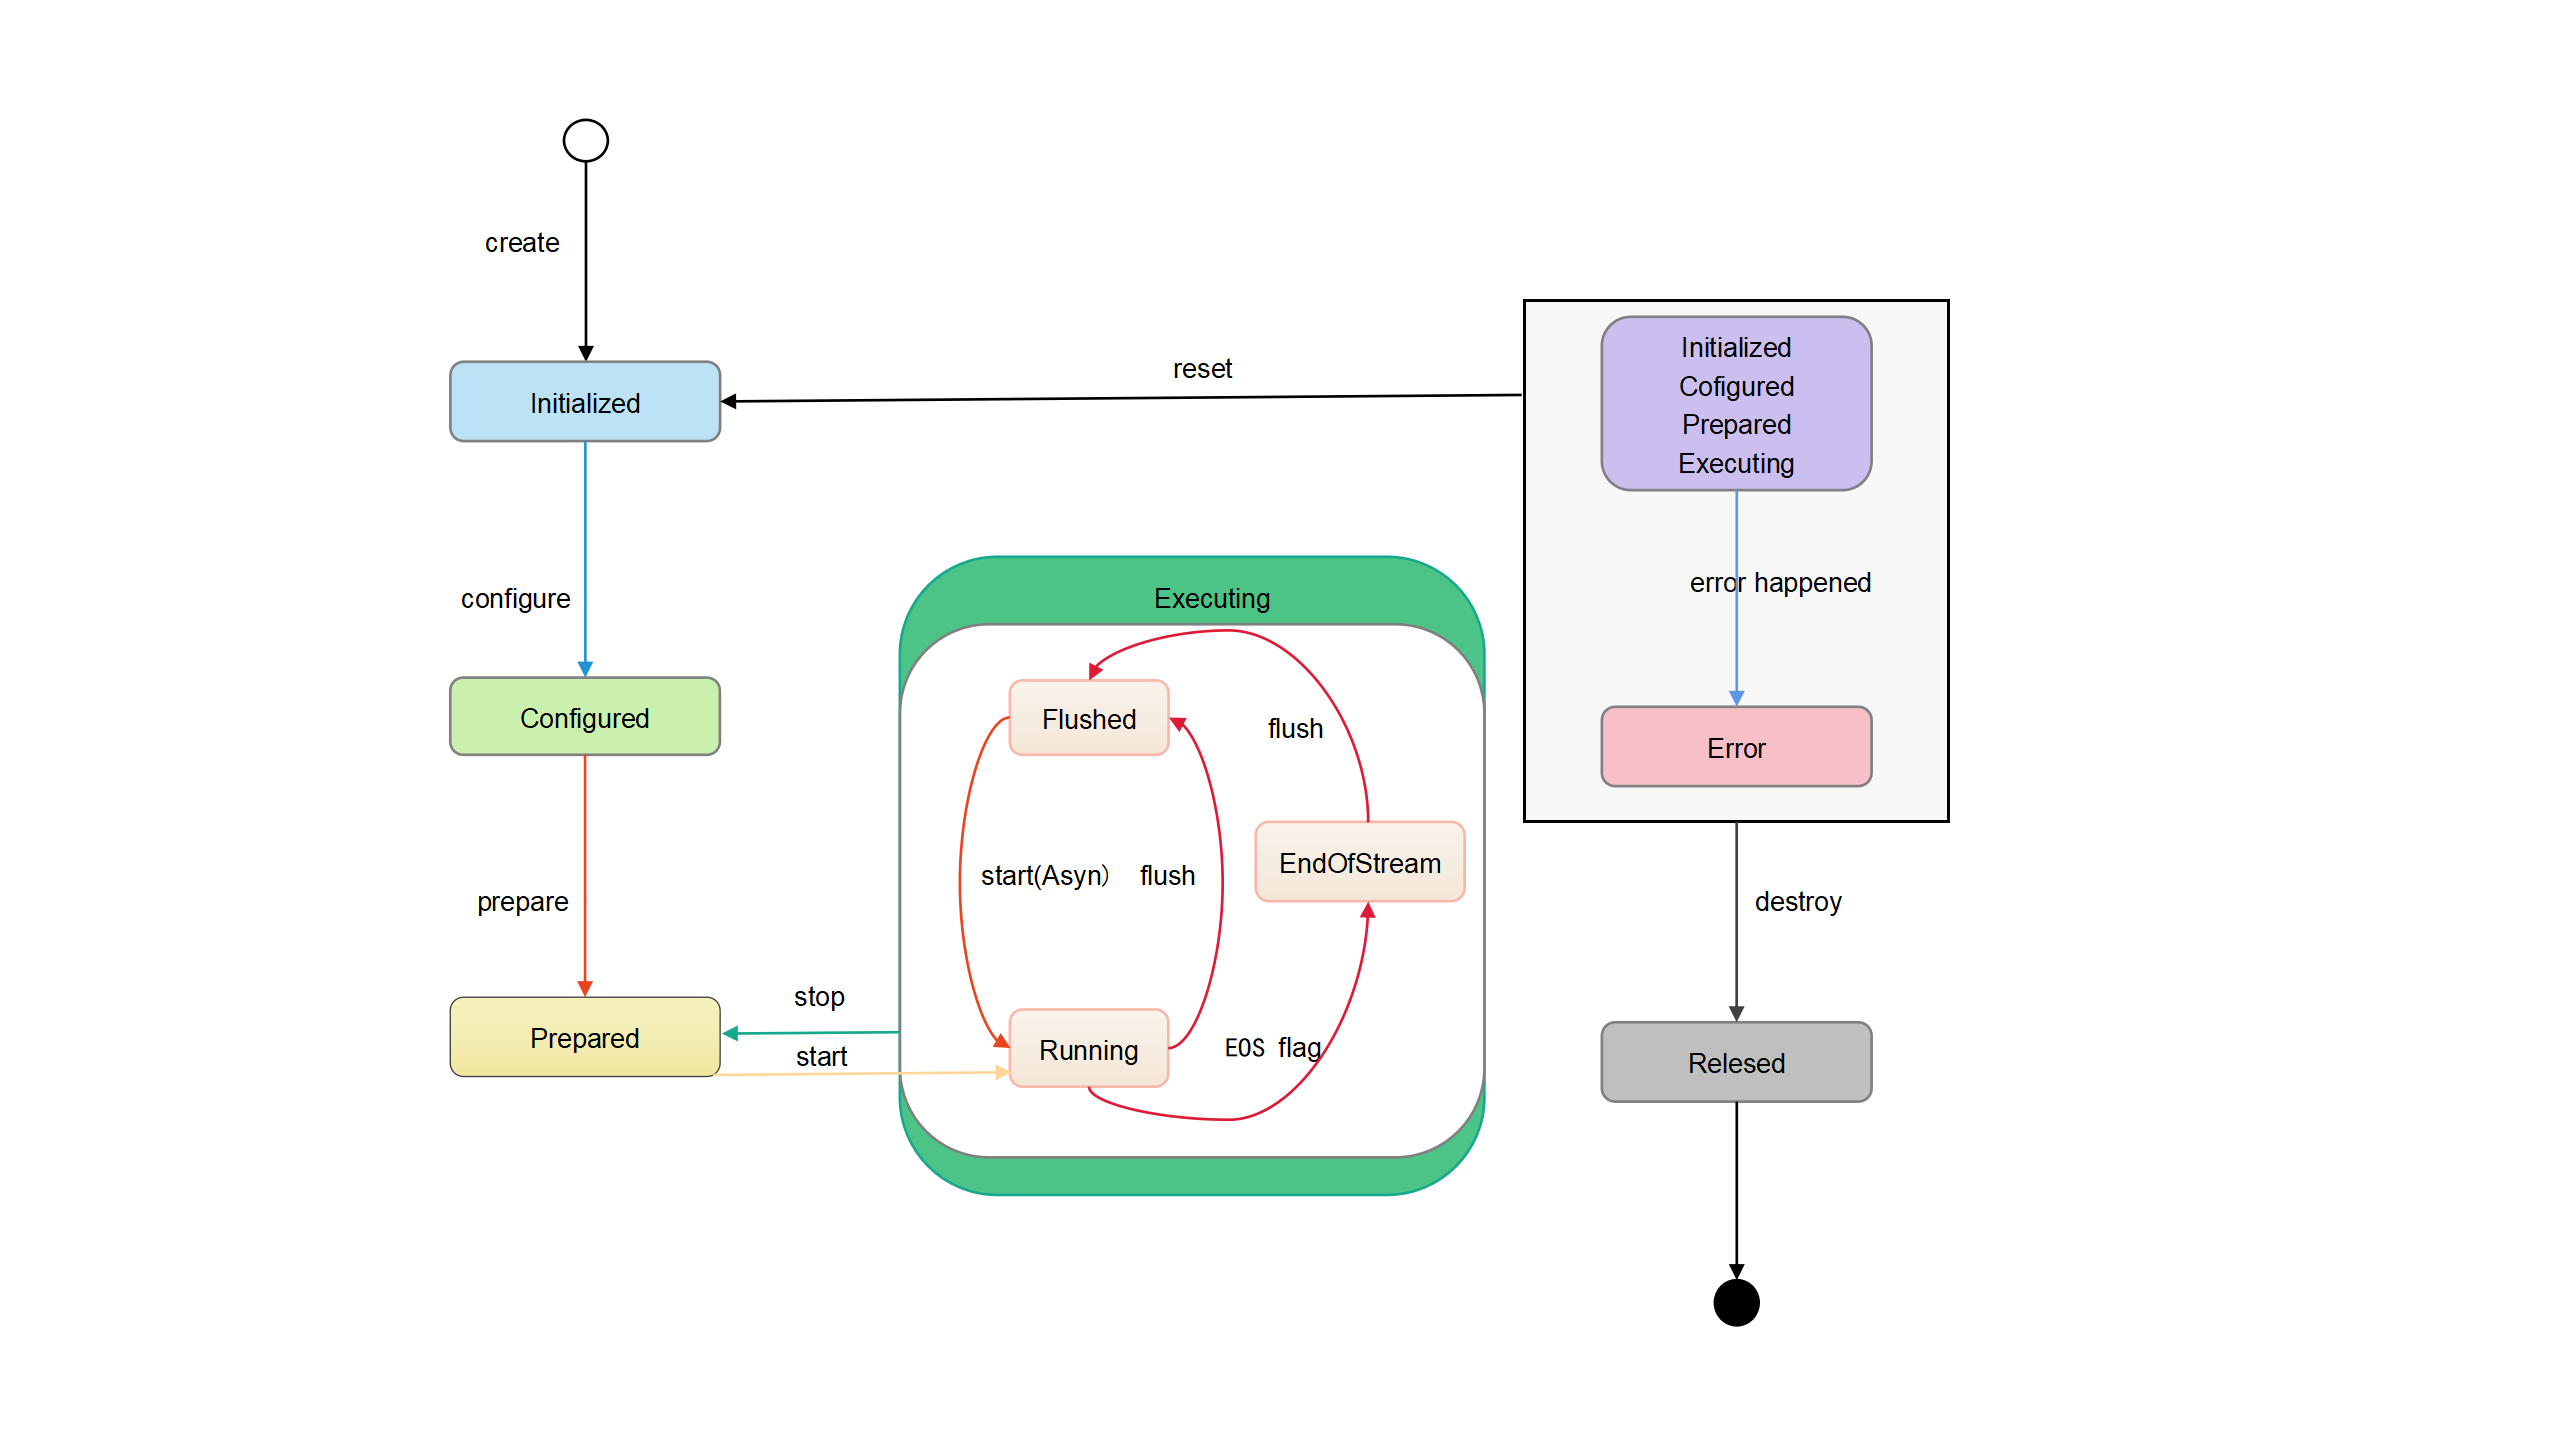 create
Initialized
reset
Initialized
Cofigured
Prepared
Executing
configure
Executing
error happened
Configured
Flushed
flush
Error
start(Asyn） flush
EndOfStream
prepare
destroy
stop
Prepared
start
Running
EOS flag
Relesed